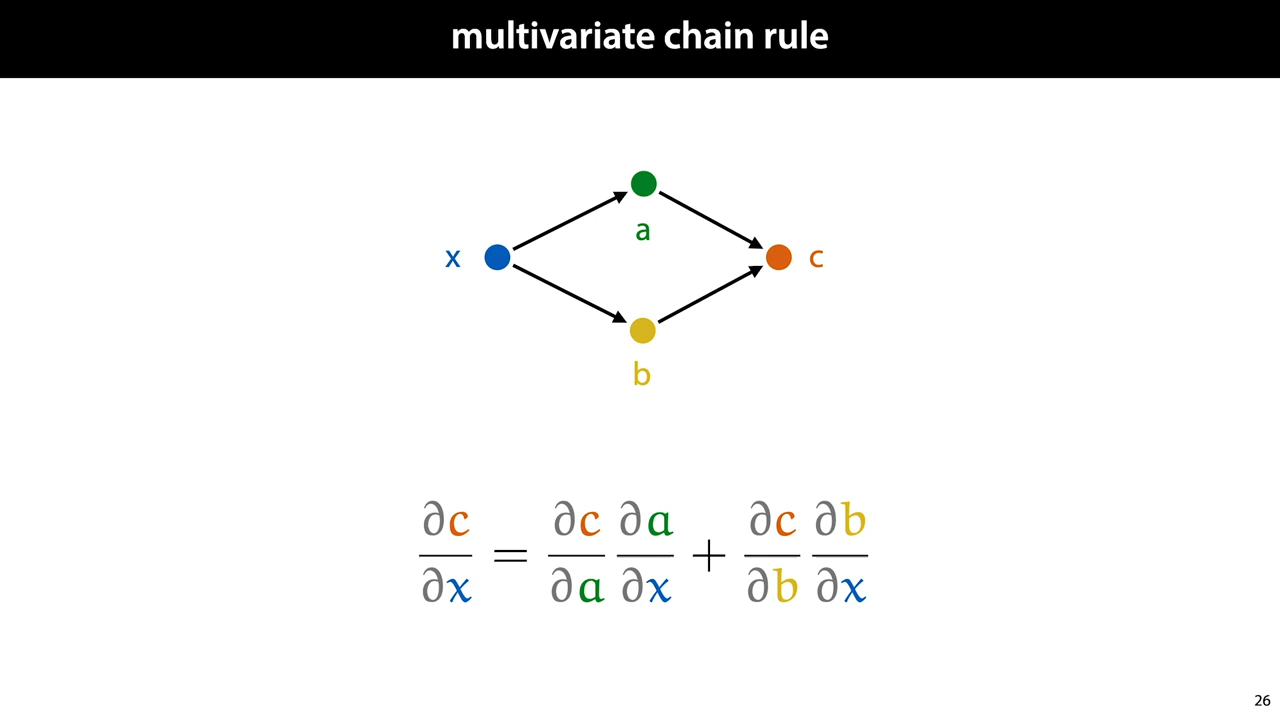 multivariate chain rule
a
x
c
b
∂c/∂x = ∂c/∂a ∂a/∂x + ∂c/∂b ∂b/∂x
26